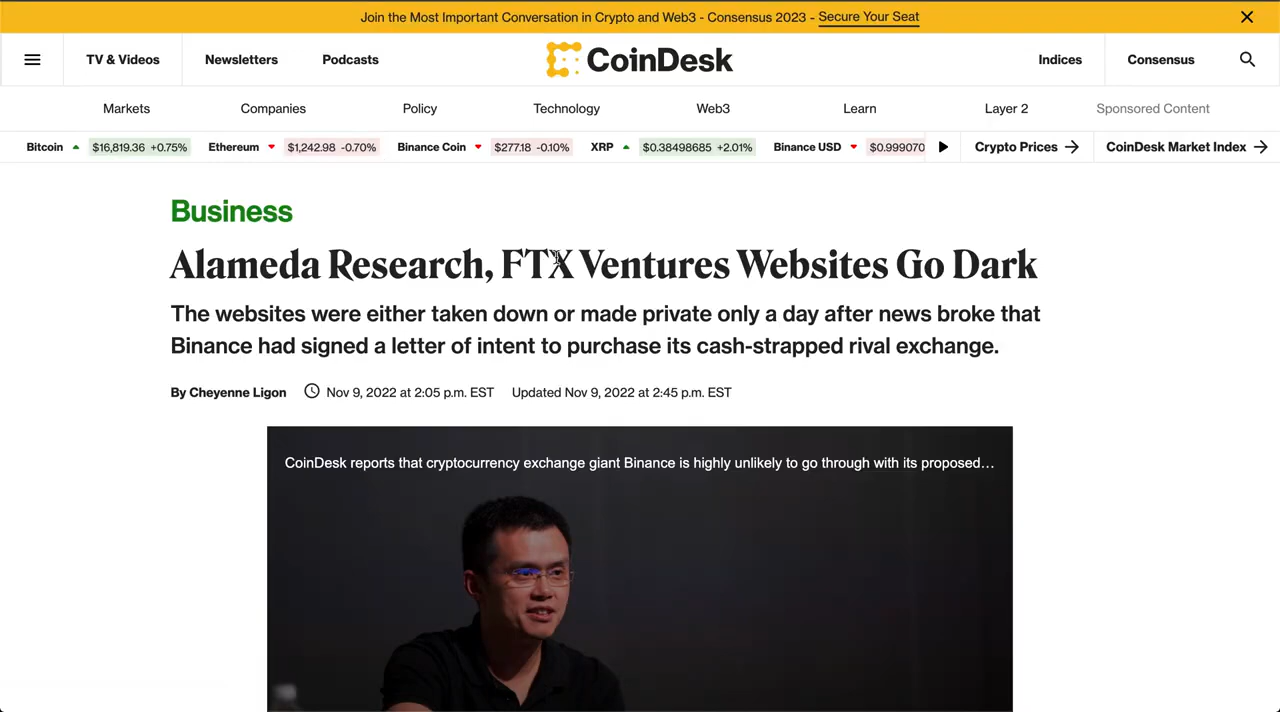 Join the Most Important Conversation in Crypto and Web3 - Consensus 2023 - Secure Your Seat
TV & Videos Newsletters Podcasts CoinDesk Indices Consensus
Markets Companies Policy Technology Web3 Learn Layer 2 Sponsored Content
Bitcoin $16,819.36 +0.75% Ethereum $1,242.98 -0.70% Binance Coin $277.18 -0.10% XRP $0.38498685 +2.01% Binance USD $0.999070 Crypto Prices CoinDesk Market Index
Business
Alameda Research, FTX Ventures Websites Go Dark
The websites were either taken down or made private only a day after news broke that
Binance had signed a letter of intent to purchase its cash-strapped rival exchange.
By Cheyenne Ligon Nov 9, 2022 at 2:05 p.m. EST Updated Nov 9, 2022 at 2:45 p.m. EST
CoinDesk reports that cryptocurrency exchange giant Binance is highly unlikely to go through with its proposed...